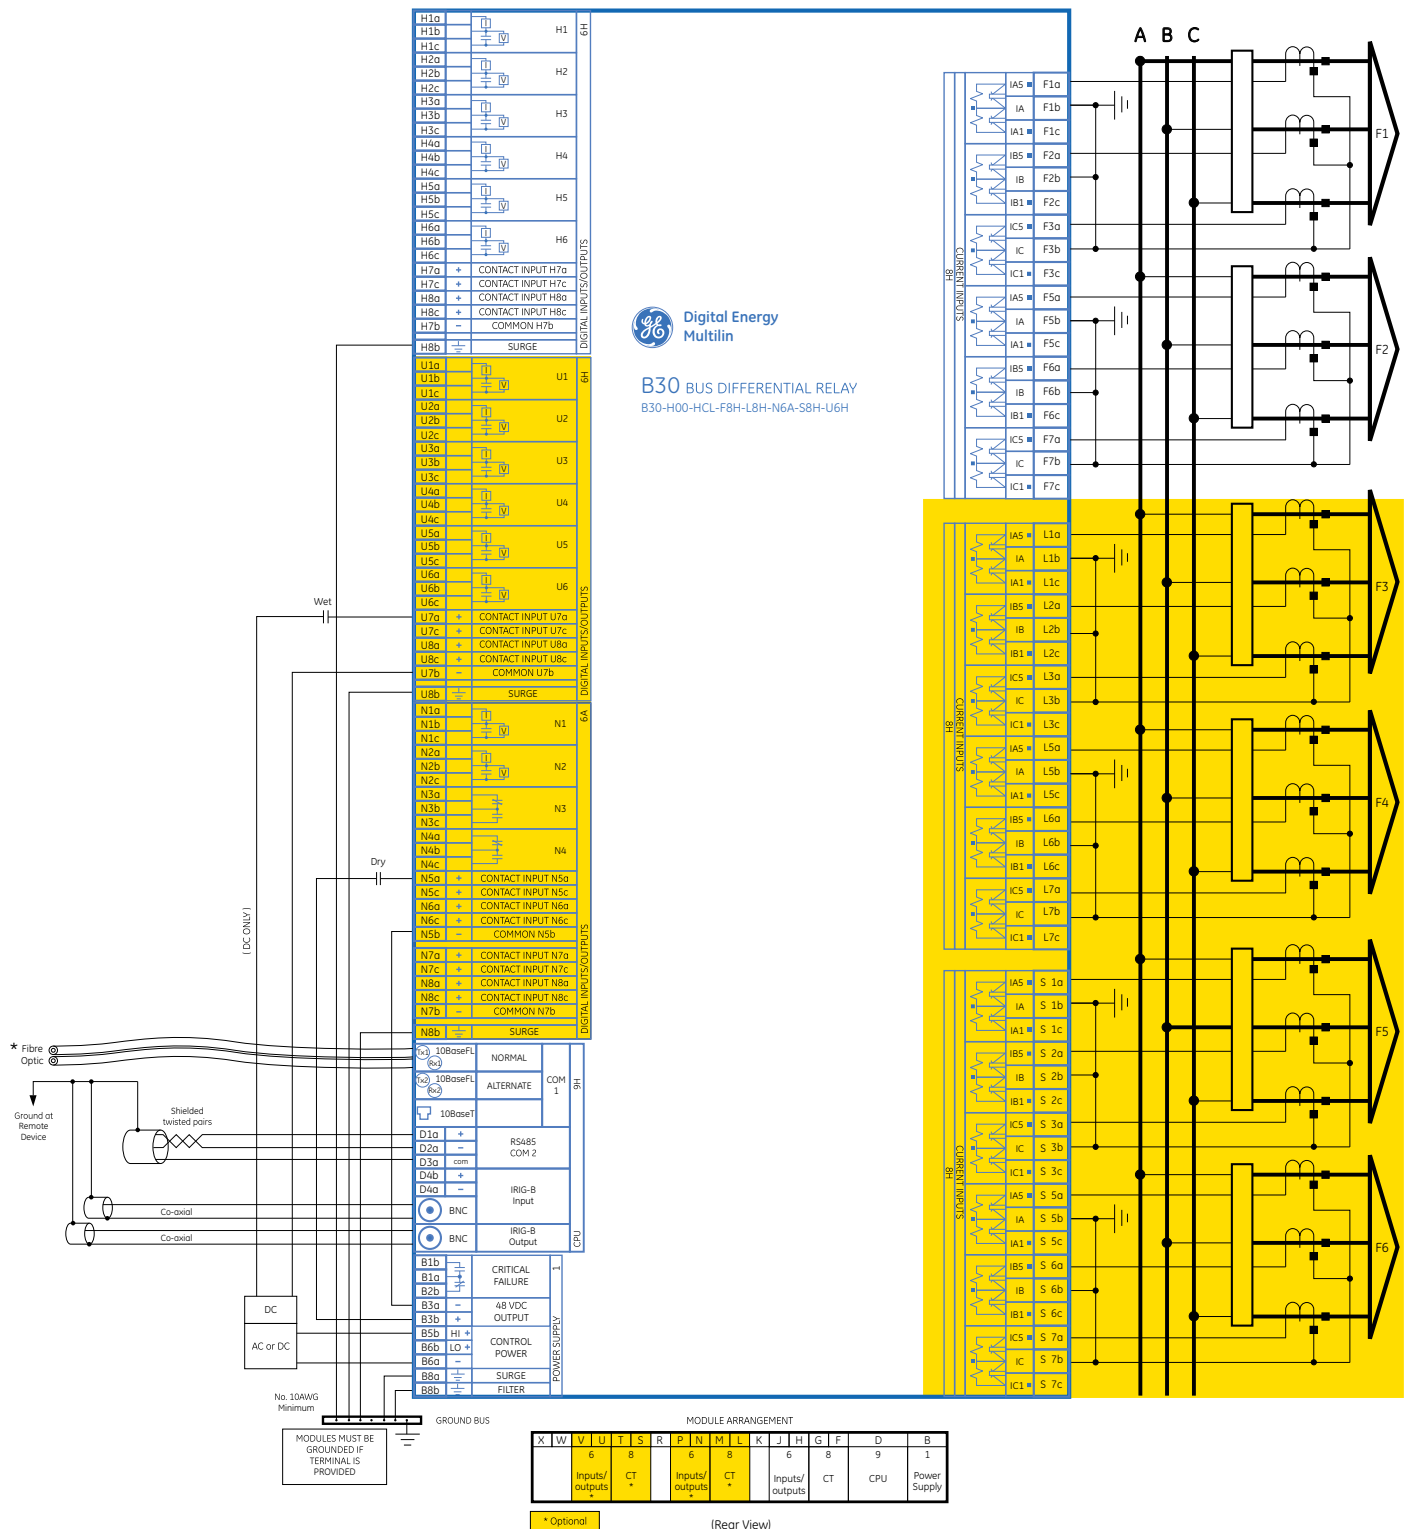 H1a
H1b
H1c
H1
6H
H2a
H2b
H2c
H2
H3a
H3b
H3c
H3
H4a
H4b
H4c
H4
H5a
H5b
H5c
H5
H6a
H6b
H6c
H6
H7a + CONTACT INPUT H7a
H7c + CONTACT INPUT H7c
H8a + CONTACT INPUT H8a
H8c + CONTACT INPUT H8c
H7b - COMMON H7b
H8b SURGE
DIGITAL INPUTS/OUTPUTS
U1a
U1b
U1c
U1
6H
U2a
U2b
U2c
U2
U3a
U3b
U3c
U3
U4a
U4b
U4c
U4
U5a
U5b
U5c
U5
U6a
U6b
U6c
U6
Wet
U7a + CONTACT INPUT U7a
U7c + CONTACT INPUT U7c
U8a + CONTACT INPUT U8a
U8c + CONTACT INPUT U8c
U7b - COMMON U7b
U8b SURGE
DIGITAL INPUTS/OUTPUTS
N1a
N1b
N1c
N1
6A
N2a
N2b
N2c
N2
N3a
N3b
N3c
N3
N4a
N4b
N4c
N4
Dry
N5a + CONTACT INPUT N5a
N5c + CONTACT INPUT N5c
N6a + CONTACT INPUT N6a
N6c + CONTACT INPUT N6c
N5b - COMMON N5b
N7a + CONTACT INPUT N7a
N7c + CONTACT INPUT N7c
N8a + CONTACT INPUT N8a
N8c + CONTACT INPUT N8c
N7b - COMMON N7b
N8b SURGE
DIGITAL INPUTS/OUTPUTS
( DC ONLY )
* Fibre
Optic
Tx1 10BaseFL
Rx1
NORMAL
Tx2 10BaseFL
Rx2
ALTERNATE
COM
1
10BaseT
9H
Ground at
Remote
Device
Shielded
twisted pairs
D1a +
D2a -
D3a com
RS485
COM 2
D4b +
D4a -
IRIG-B
Input
BNC
Co-axial
BNC
IRIG-B
Output
Co-axial
CPU
B1b
B1a
B2b
CRITICAL
FAILURE
1
B3a -
B3b +
48 VDC
OUTPUT
B5b HI +
B6b LO +
B6a -
CONTROL
POWER
B8a SURGE
B8b FILTER
POWER SUPPLY
DC
AC or DC
No. 10AWG
Minimum
GROUND BUS
MODULES MUST BE
GROUNDED IF
TERMINAL IS
PROVIDED
GE
Digital Energy
Multilin
B30 BUS DIFFERENTIAL RELAY
B30-H00-HCL-F8H-L8H-N6A-S8H-U6H
A B C
IA5 F1a
IA F1b
IA1 F1c
IB5 F2a
IB F2b
IB1 F2c
IC5 F3a
IC F3b
IC1 F3c
IA5 F5a
IA F5b
IA1 F5c
IB5 F6a
IB F6b
IB1 F6c
IC5 F7a
IC F7b
IC1 F7c
CURRENT INPUTS
8H
F1
F2
IA5 L1a
IA L1b
IA1 L1c
IB5 L2a
IB L2b
IB1 L2c
IC5 L3a
IC L3b
IC1 L3c
IA5 L5a
IA L5b
IA1 L5c
IB5 L6a
IB L6b
IB1 L6c
IC5 L7a
IC L7b
IC1 L7c
CURRENT INPUTS
8H
F3
F4
IA5 S 1a
IA S 1b
IA1 S 1c
IB5 S 2a
IB S 2b
IB1 S 2c
IC5 S 3a
IC S 3b
IC1 S 3c
IA5 S 5a
IA S 5b
IA1 S 5c
IB5 S 6a
IB S 6b
IB1 S 6c
IC5 S 7a
IC S 7b
IC1 S 7c
CURRENT INPUTS
8H
F5
F6
MODULE ARRANGEMENT
X W V U T S R P N M L K J H G F D B
6 8 6 8 6 8 9 1
Inputs/
outputs
*
CT
*
Inputs/
outputs
*
CT
*
Inputs/
outputs
CT
CPU
Power
Supply
* Optional
(Rear View)